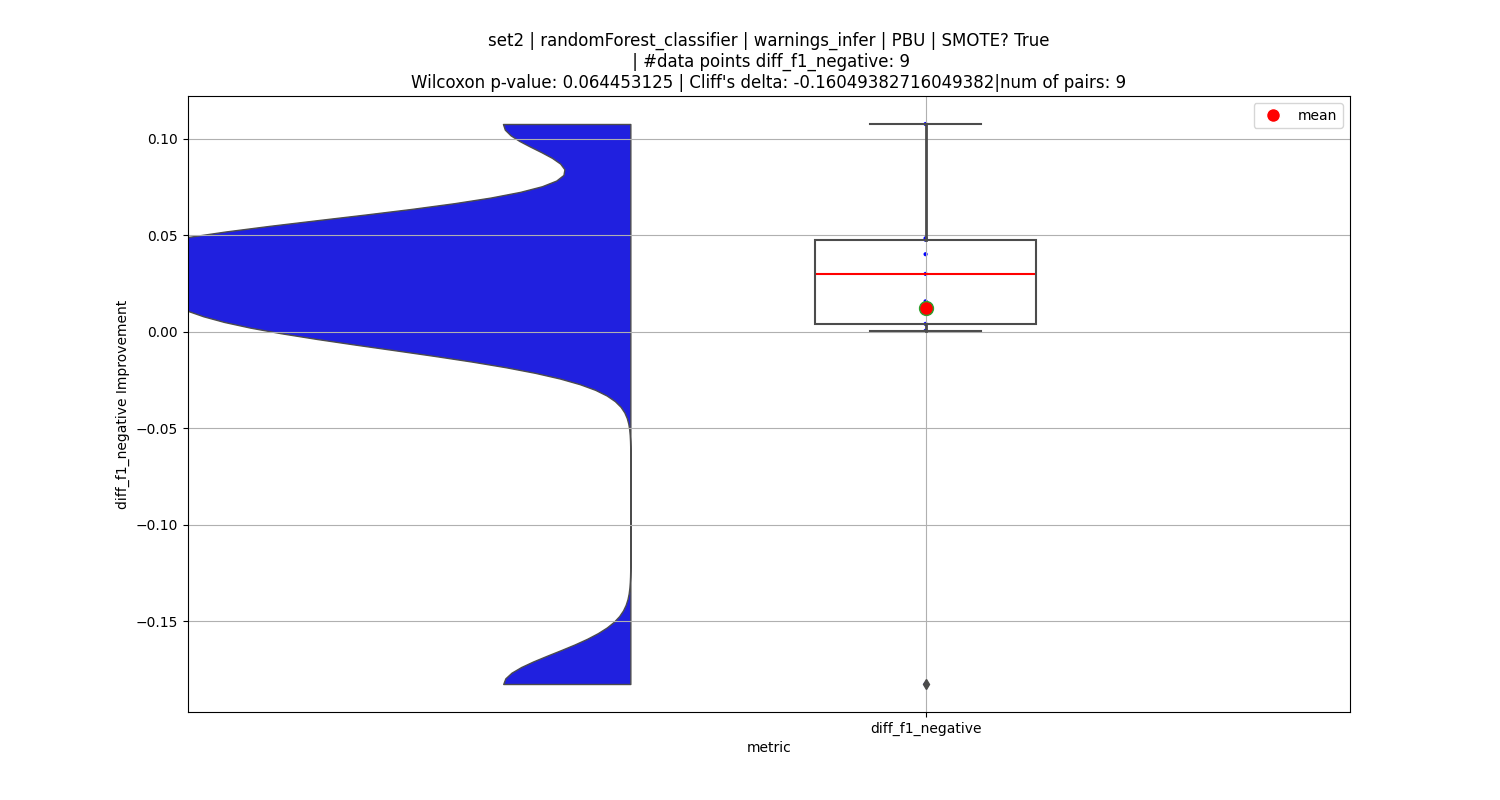 set2 | randomForest_classifier | warnings_infer | PBU | SMOTE? True
| #data points diff_f1_negative: 9
Wilcoxon p-value: 0.064453125 | Cliff's delta: -0.16049382716049382|num of pairs: 9
mean
0.10
0.05
0.00
−0.05
−0.10
−0.15
diff_f1_negative Improvement
diff_f1_negative
metric